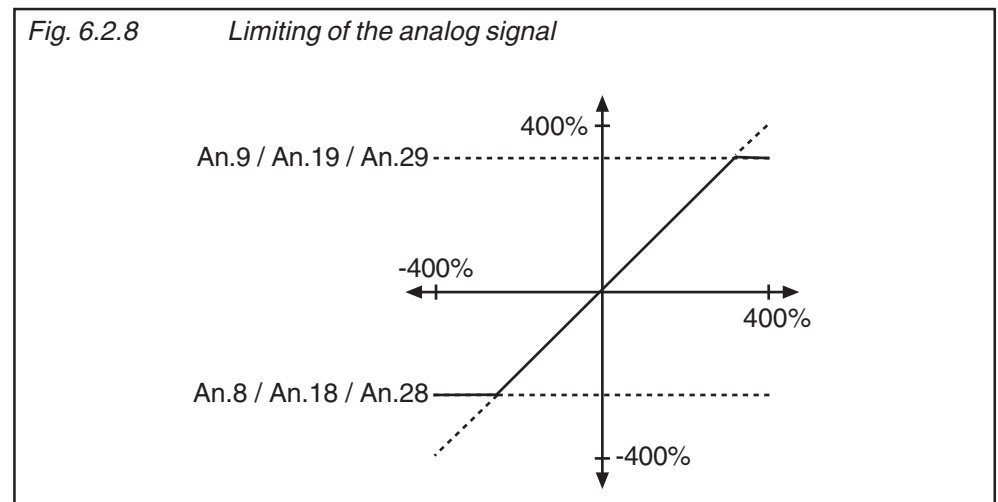 Fig. 6.2.8 Limiting of the analog signal
400%
An.9 / An.19 / An.29
-400%
400%
An.8 / An.18 / An.28
-400%